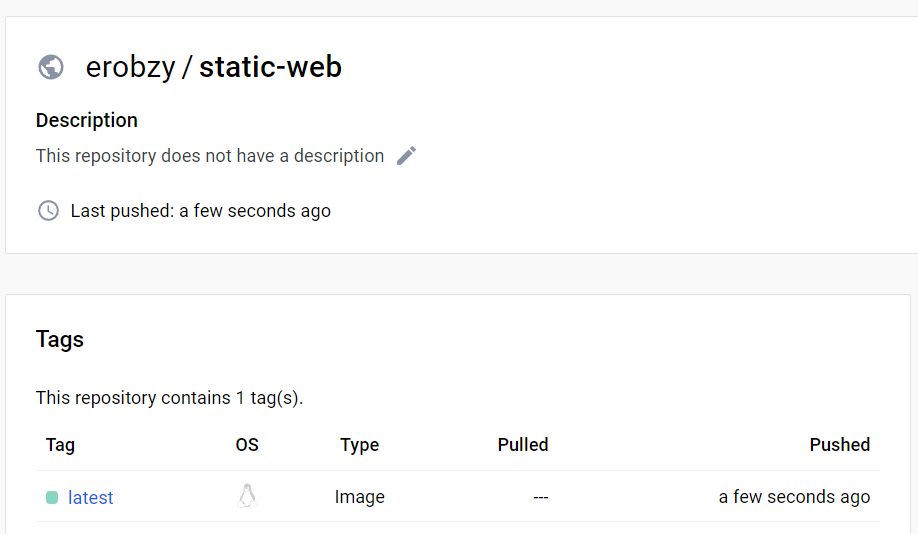 erobzy / static-web
Description
This repository does not have a description
Last pushed: a few seconds ago
Tags
This repository contains 1 tag(s).
Tag OS Type Pulled Pushed
latest Image --- a few seconds ago